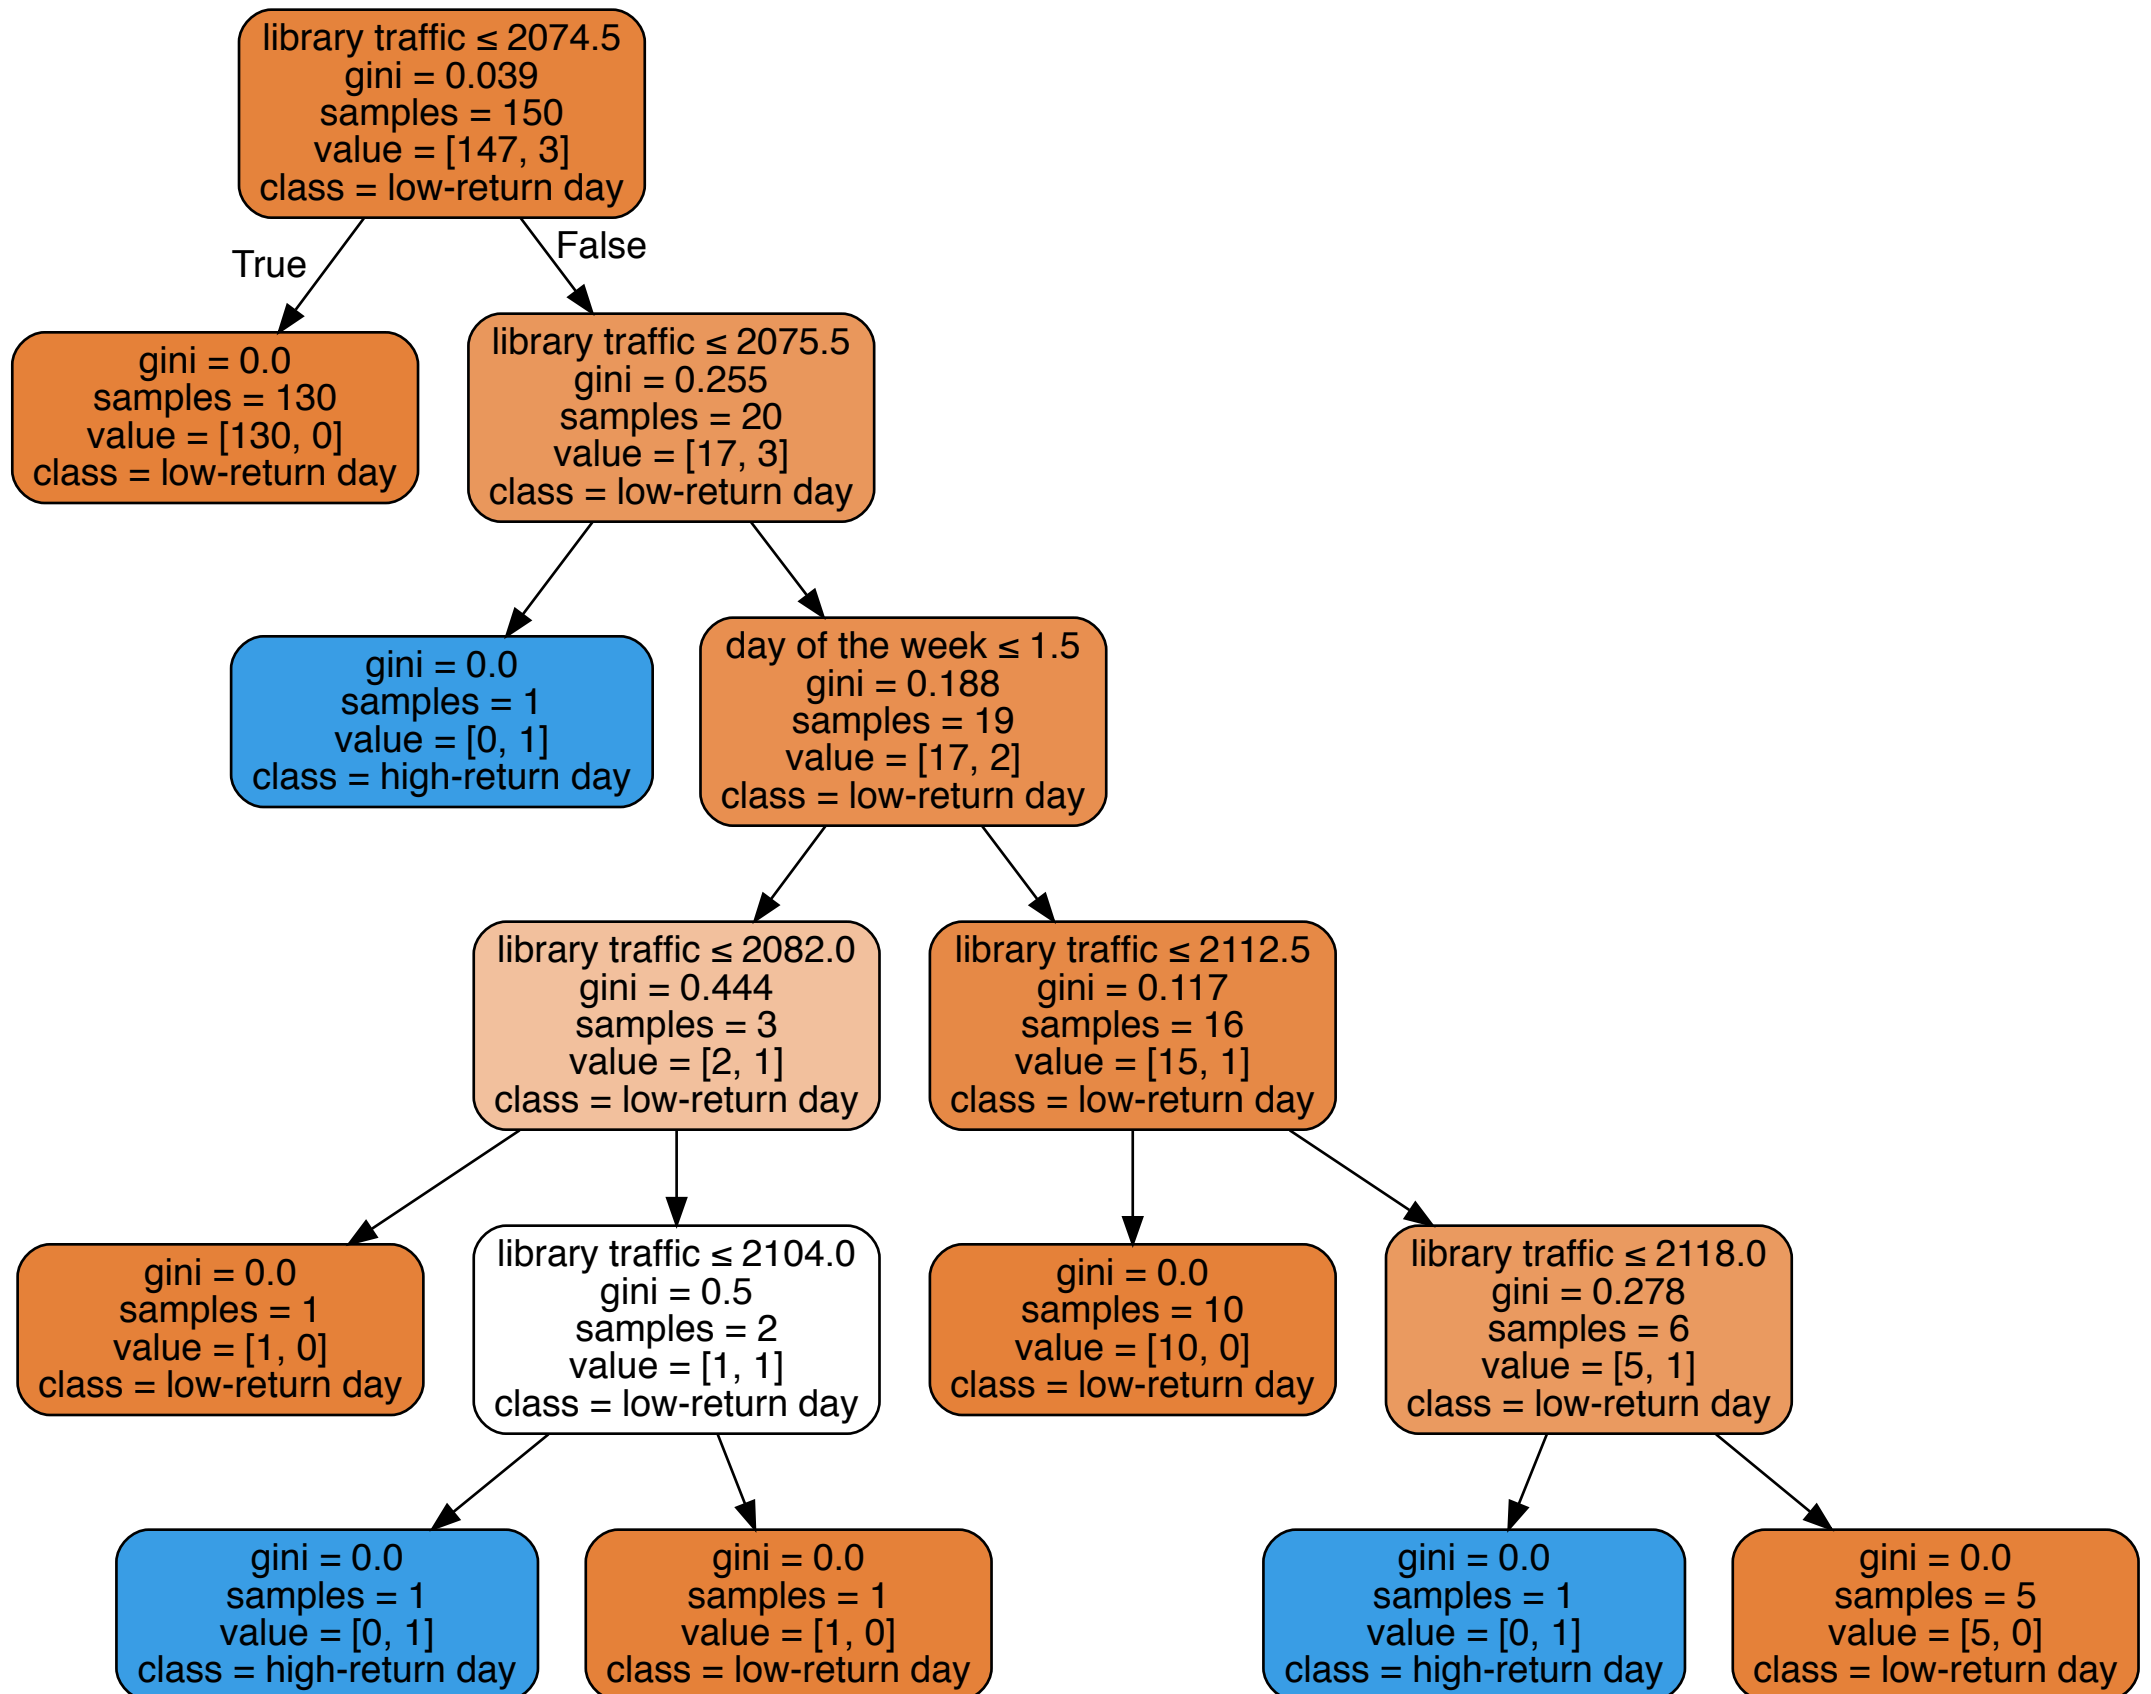 library traffic ≤ 2074.5
gini = 0.039
samples = 150
value = [147, 3]
class = low-return day
True
False
gini = 0.0
samples = 130
value = [130, 0]
class = low-return day
library traffic ≤ 2075.5
gini = 0.255
samples = 20
value = [17, 3]
class = low-return day
gini = 0.0
samples = 1
value = [0, 1]
class = high-return day
day of the week ≤ 1.5
gini = 0.188
samples = 19
value = [17, 2]
class = low-return day
library traffic ≤ 2082.0
gini = 0.444
samples = 3
value = [2, 1]
class = low-return day
library traffic ≤ 2112.5
gini = 0.117
samples = 16
value = [15, 1]
class = low-return day
gini = 0.0
samples = 1
value = [1, 0]
class = low-return day
library traffic ≤ 2104.0
gini = 0.5
samples = 2
value = [1, 1]
class = low-return day
gini = 0.0
samples = 10
value = [10, 0]
class = low-return day
library traffic ≤ 2118.0
gini = 0.278
samples = 6
value = [5, 1]
class = low-return day
gini = 0.0
samples = 1
value = [0, 1]
class = high-return day
gini = 0.0
samples = 1
value = [1, 0]
class = low-return day
gini = 0.0
samples = 1
value = [0, 1]
class = high-return day
gini = 0.0
samples = 5
value = [5, 0]
class = low-return day